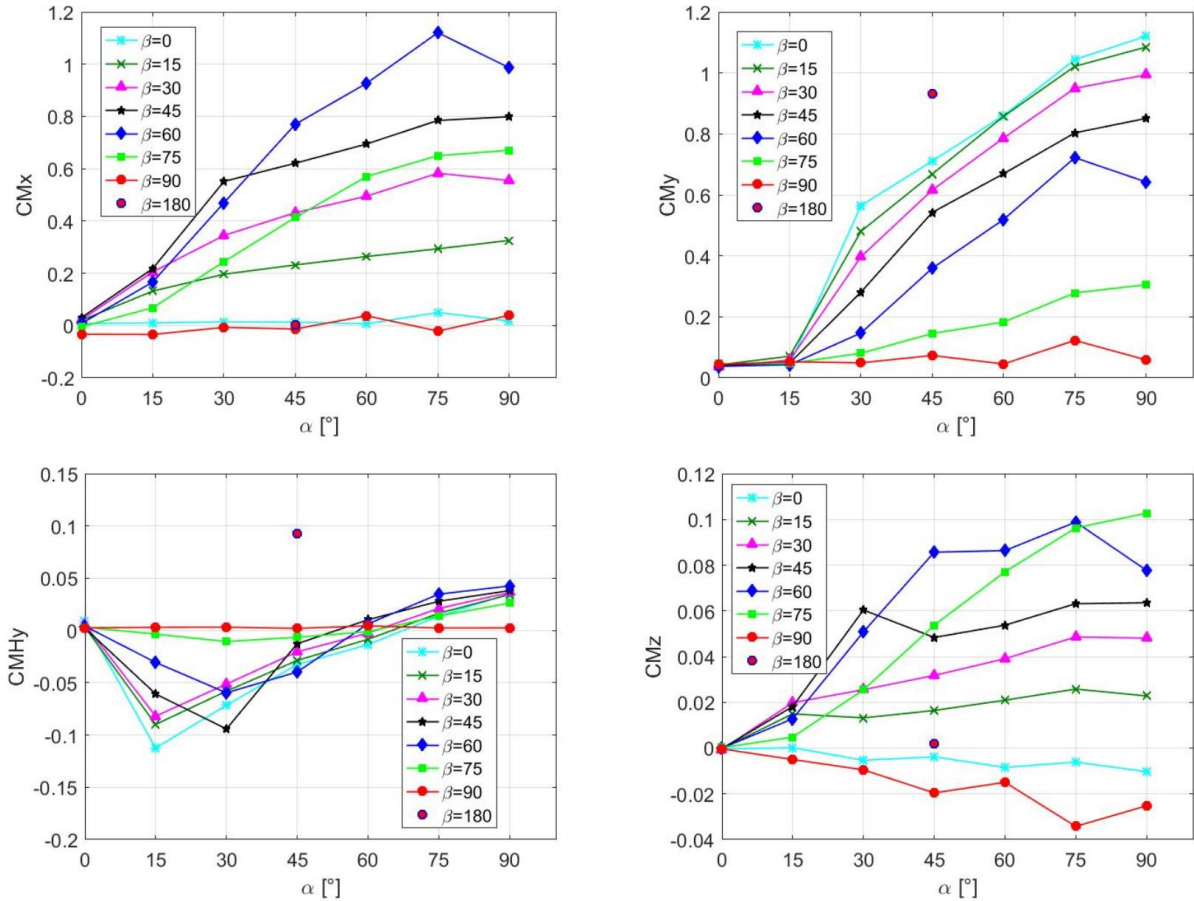 CMx
1.2
1
0.8
0.6
0.4
0.2
0
-0.2
β=0
β=15
β=30
β=45
β=60
β=75
β=90
β=180
0 15 30 45 60 75 90
α [°]
CMy
1.2
1
0.8
0.6
0.4
0.2
0
β=0
β=15
β=30
β=45
β=60
β=75
β=90
β=180
0 15 30 45 60 75 90
α [°]
CMHy
0.15
0.1
0.05
0
-0.05
-0.1
-0.15
-0.2
β=0
β=15
β=30
β=45
β=60
β=75
β=90
β=180
0 15 30 45 60 75 90
α [°]
CMz
0.12
0.1
0.08
0.06
0.04
0.02
0
-0.02
-0.04
β=0
β=15
β=30
β=45
β=60
β=75
β=90
β=180
0 15 30 45 60 75 90
α [°]